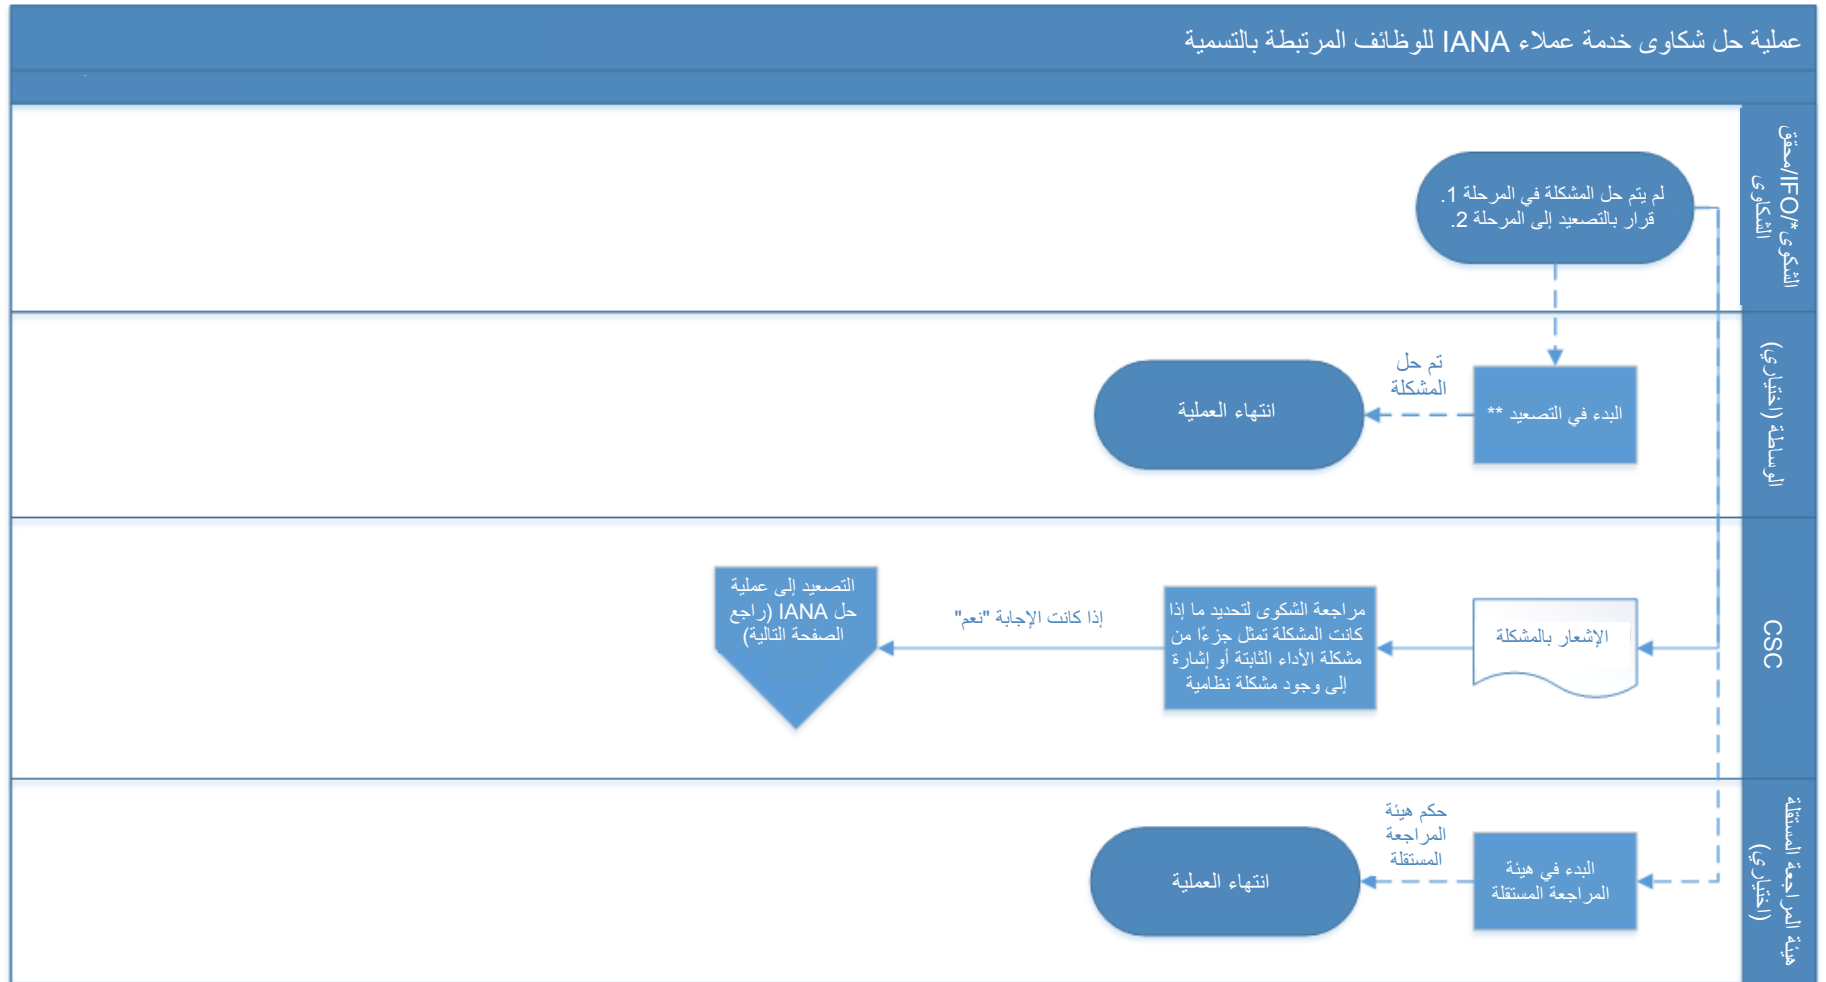 عملية حل شكاوى خدمة عملاء IANA للوظائف المرتبطة بالتسمية
الشكوى*/IFO/محقق
الشكاوى
لم يتم حل المشكلة في المرحلة 1.
قرار بالتصعيد إلى المرحلة 2.
الوساطة (اختياري)
البدء في التصعيد **
تم حل
المشكلة
انتهاء العملية
CSC
الإشعار بالمشكلة
مراجعة الشكوى لتحديد ما إذا
كانت المشكلة تمثل جزءًا من
مشكلة الأداء الثابتة أو إشارة
إلى وجود مشكلة نظامية
إذا كانت الإجابة "نعم"
التصعيد إلى عملية
حل IANA (راجع
الصفحة التالية)
هيئة المراجعة المستقلة
(اختياري)
البدء في هيئة
المراجعة المستقلة
حكم هيئة
المراجعة
المستقلة
انتهاء العملية